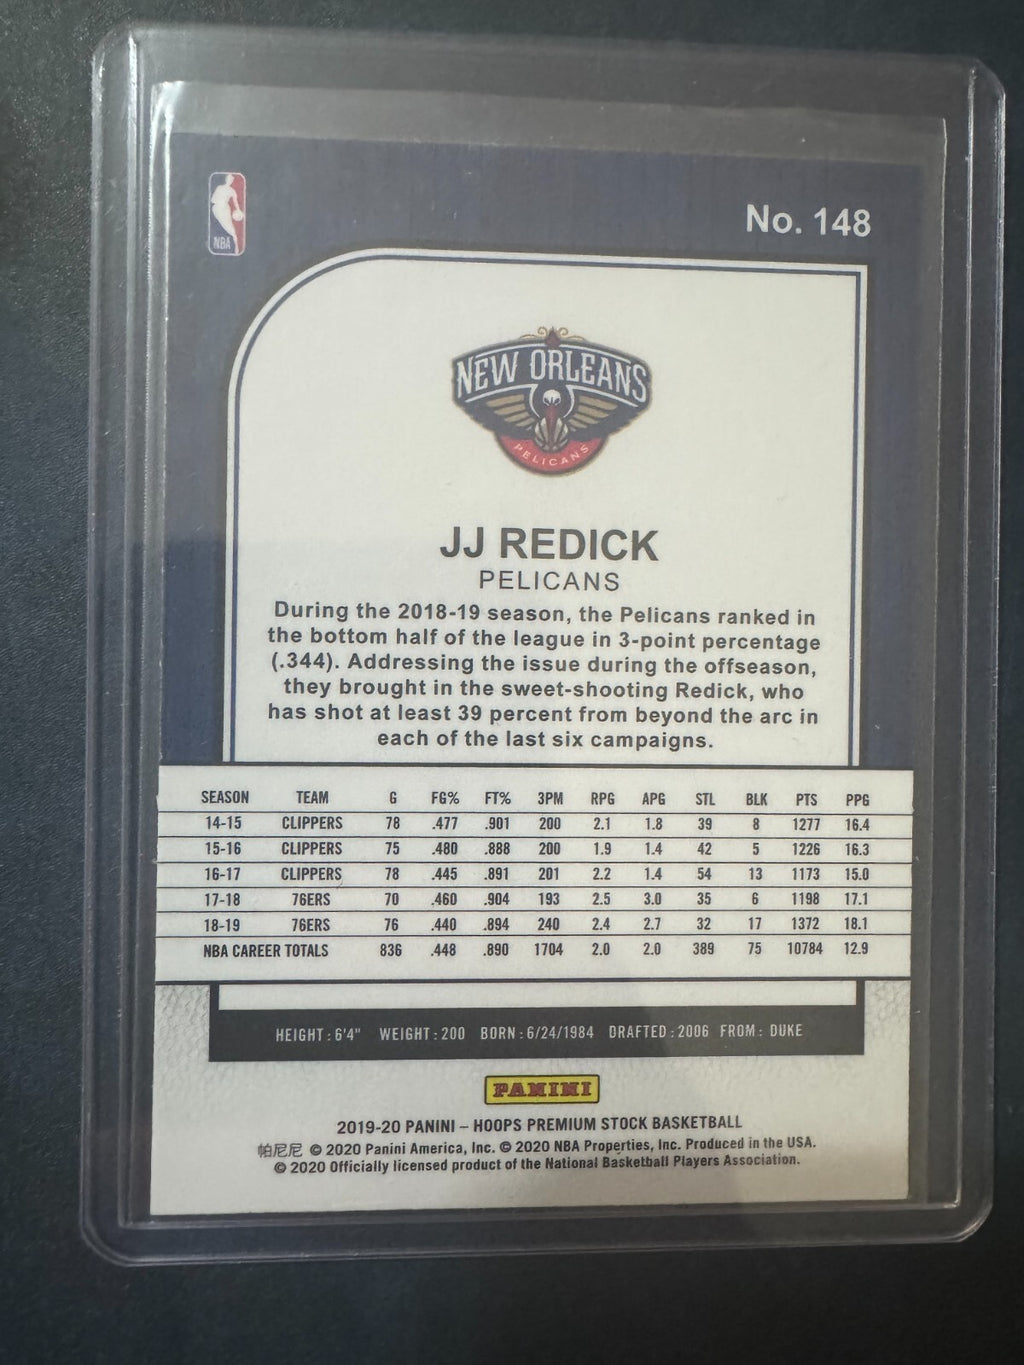 NBA
No. 148
NEW ORLEANS
PELICANS
JJ REDICK
PELICANS
During the 2018-19 season, the Pelicans ranked in
the bottom half of the league in 3-point percentage
(.344). Addressing the issue during the offseason,
they brought in the sweet-shooting Redick, who
has shot at least 39 percent from beyond the arc in
each of the last six campaigns.
SEASON TEAM G FG% FT% 3PM RPG APG STL BLK PTS PPG
14-15 CLIPPERS 78 .477 .901 200 2.1 1.8 39 8 1277 16.4
15-16 CLIPPERS 75 .480 .888 200 1.9 1.4 42 5 1226 16.3
16-17 CLIPPERS 78 .445 .891 201 2.2 1.4 54 13 1173 15.0
17-18 76ERS 70 .460 .904 193 2.5 3.0 35 6 1198 17.1
18-19 76ERS 76 .440 .894 240 2.4 2.7 32 17 1372 18.1
NBA CAREER TOTALS 836 .448 .890 1704 2.0 2.0 389 75 10784 12.9
HEIGHT: 6'4" WEIGHT: 200 BORN: 6/24/1984 DRAFTED: 2006 FROM: DUKE
PANINI
2019-20 PANINI – HOOPS PREMIUM STOCK BASKETBALL
帕尼尼 © 2020 Panini America, Inc. © 2020 NBA Properties, Inc. Produced in the USA.
© 2020 Officially licensed product of the National Basketball Players Association.